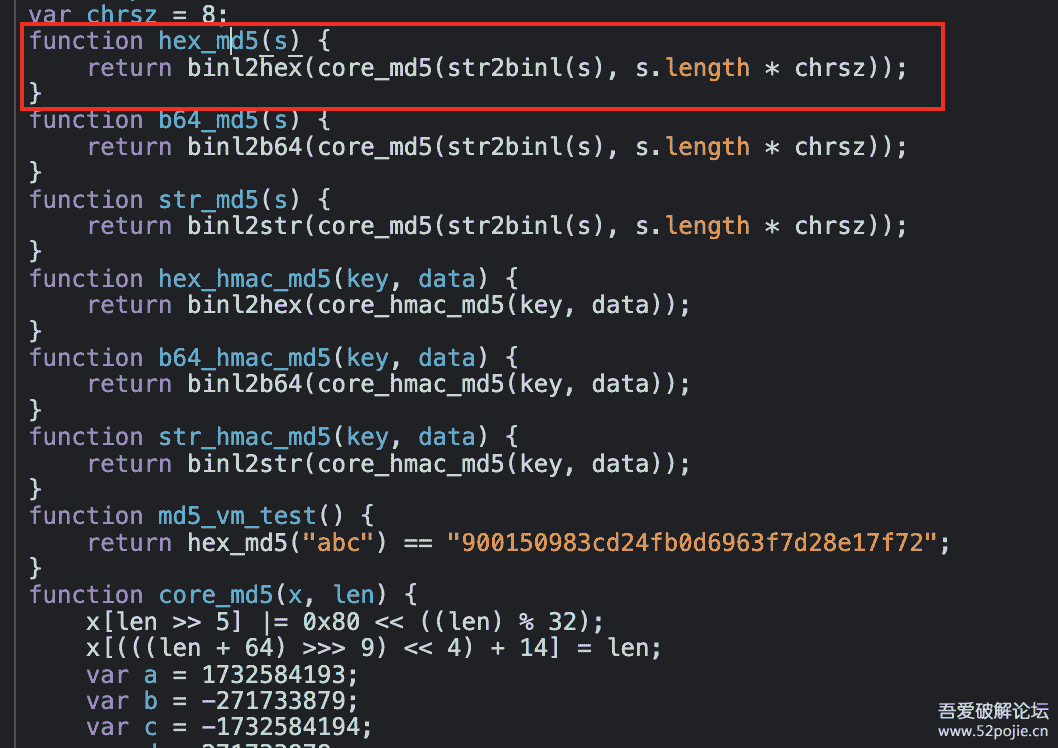 var chrsz = 8;
function hex_md5(s) {
    return binl2hex(core_md5(str2binl(s), s.length * chrsz));
}
function b64_md5(s) {
    return binl2b64(core_md5(str2binl(s), s.length * chrsz));
}
function str_md5(s) {
    return binl2str(core_md5(str2binl(s), s.length * chrsz));
}
function hex_hmac_md5(key, data) {
    return binl2hex(core_hmac_md5(key, data));
}
function b64_hmac_md5(key, data) {
    return binl2b64(core_hmac_md5(key, data));
}
function str_hmac_md5(key, data) {
    return binl2str(core_hmac_md5(key, data));
}
function md5_vm_test() {
    return hex_md5("abc") == "900150983cd24fb0d6963f7d28e17f72";
}
function core_md5(x, len) {
    x[len >> 5] |= 0x80 << ((len) % 32);
    x[(((len + 64) >>> 9) << 4) + 14] = len;
    var a = 1732584193;
    var b = -271733879;
    var c = -1732584194;
吾爱破解论坛
www.52pojie.cn